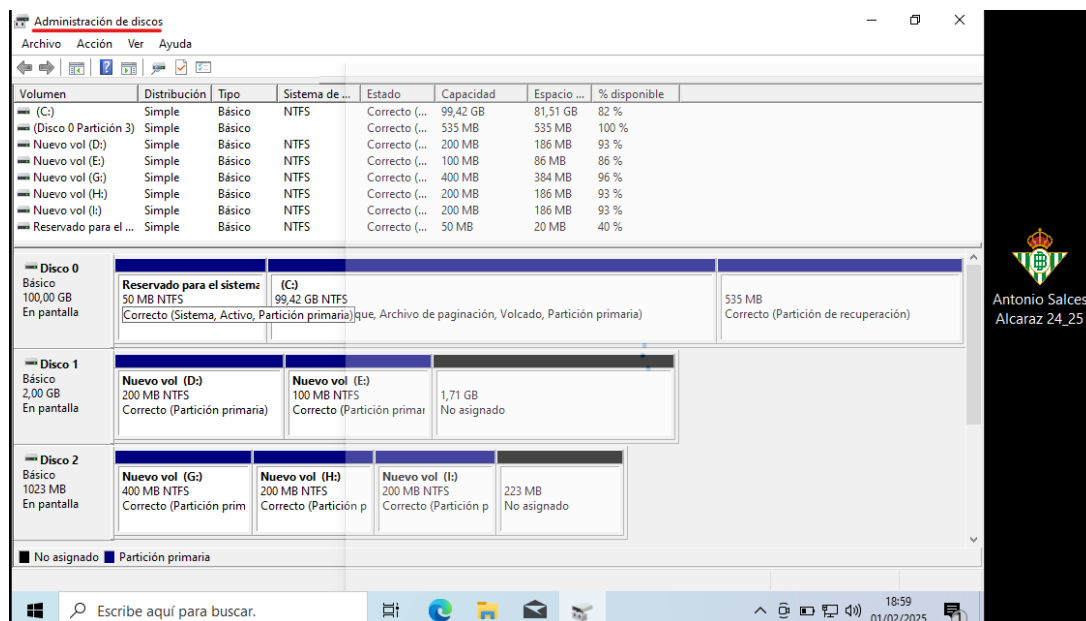 Administración de discos
Archivo Acción Ver Ayuda
Volumen Distribución Tipo Sistema de ... Estado Capacidad Espacio ... % disponible
(C:) Simple Básico NTFS Correcto (... 99,42 GB 81,51 GB 82 %
(Disco 0 Partición 3) Simple Básico Correcto (... 535 MB 535 MB 100 %
Nuevo vol (D:) Simple Básico NTFS Correcto (... 200 MB 186 MB 93 %
Nuevo vol (E:) Simple Básico NTFS Correcto (... 100 MB 86 MB 86 %
Nuevo vol (G:) Simple Básico NTFS Correcto (... 400 MB 384 MB 96 %
Nuevo vol (H:) Simple Básico NTFS Correcto (... 200 MB 186 MB 93 %
Nuevo vol (I:) Simple Básico NTFS Correcto (... 200 MB 186 MB 93 %
Reservado para el ... Simple Básico NTFS Correcto (... 50 MB 20 MB 40 %
Disco 0
Básico
100,00 GB
En pantalla
Reservado para el sistema
50 MB NTFS
Correcto (Sistema, Activo, Partición primaria)
(C:)
99,42 GB NTFS
que, Archivo de paginación, Volcado, Partición primaria)
535 MB
Correcto (Partición de recuperación)
Disco 1
Básico
2,00 GB
En pantalla
Nuevo vol (D:)
200 MB NTFS
Correcto (Partición primaria)
Nuevo vol (E:)
100 MB NTFS
Correcto (Partición primar
1,71 GB
No asignado
Disco 2
Básico
1023 MB
En pantalla
Nuevo vol (G:)
400 MB NTFS
Correcto (Partición prim
Nuevo vol (H:)
200 MB NTFS
Correcto (Partición p
Nuevo vol (I:)
200 MB NTFS
Correcto (Partición p
223 MB
No asignado
No asignado Partición primaria
Escribe aquí para buscar.
18:59
01/02/2025
1
Antonio Salces
Alcaraz 24_25